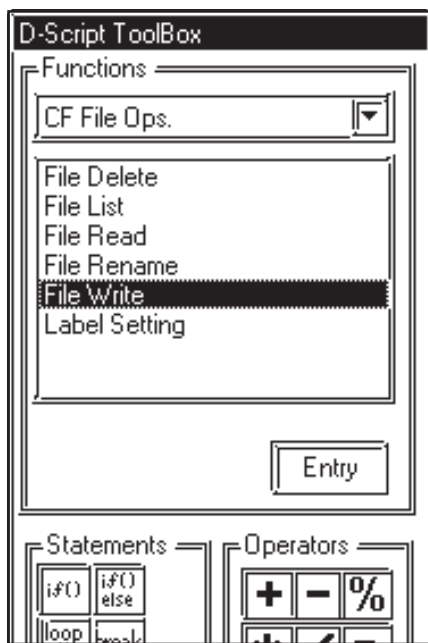 D-Script ToolBox
Functions
CF File Ops.
File Delete
File List
File Read
File Rename
File Write
Label Setting
Entry
Statements
Operators
if()
if()
else
+ - %
loop
break